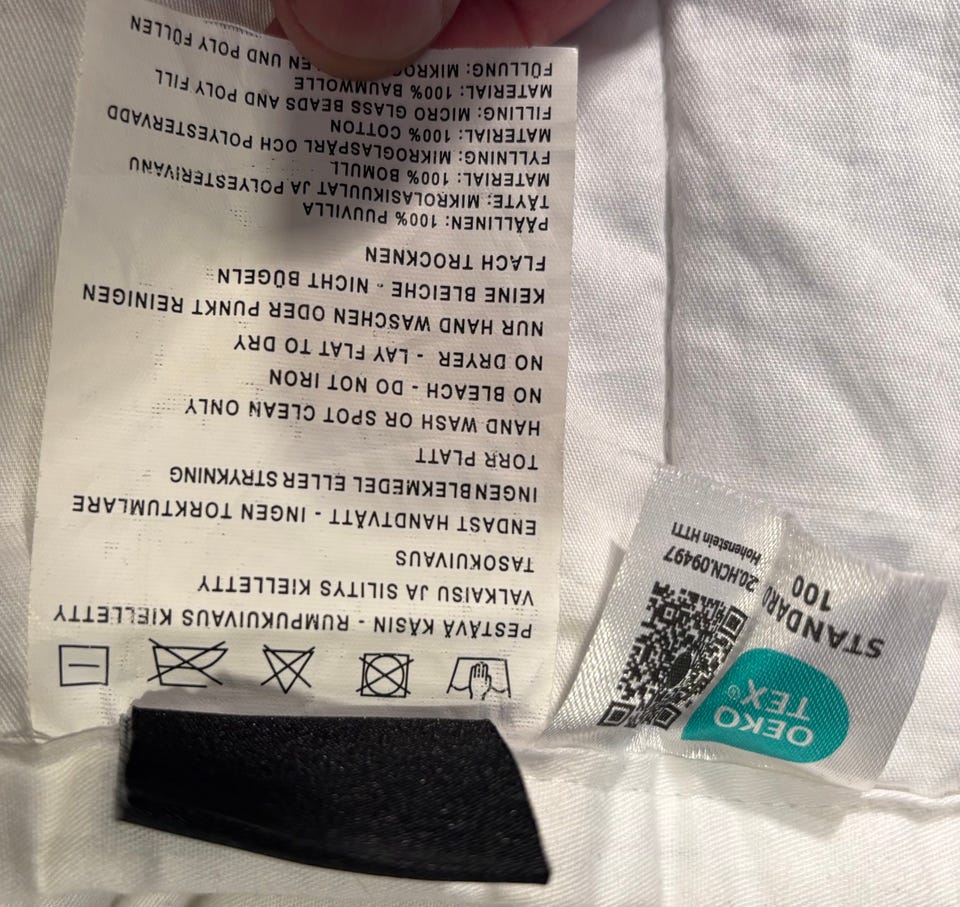 PESTÄVÄ KÄSIN - RUMPUKUIVAUS KIELLETTY
VALKAISU JA SILITYS KIELLETTY
TASOKUIVAUS
ENDAST HANDTVÄTT - INGEN TORKTUMLARE
INGEN BLEKMEDEL ELLER STRYKNING
TORR PLATT
HAND WASH OR SPOT CLEAN ONLY
NO BLEACH - DO NOT IRON
NO DRYER - LAY FLAT TO DRY
NUR HAND WASCHEN ODER PUNKT REINIGEN
KEINE BLEICHE - NICHT BÜGELN
FLACH TROCKNEN
PÄÄLLINEN: 100% PUUVILLA
TÄYTE: MIKROLASIKUULAT JA POLYESTERIVANU
MATERIAL: 100% BOMULL
FYLLNING: MIKROGLASPÄRL OCH POLYESTERVADD
MATERIAL: 100% COTTON
FILLING: MICRO GLASS BEADS AND POLY FILL
MATERIAL: 100% BAUMWOLLE
FÜLLUNG: UND POLY FÜLLEN
OEKO
TEX®
STANDARD
100
20.HCN.09497
Hohenstein HTTI